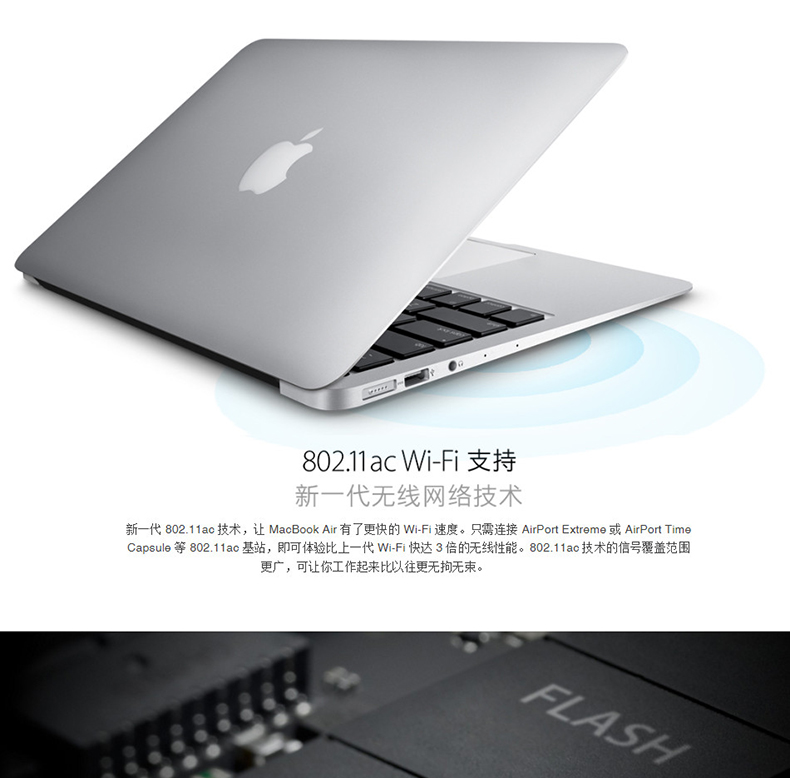 802.11ac Wi-Fi 支持
新一代无线网络技术
新一代 802.11ac 技术，让 MacBook Air 有了更快的 Wi-Fi 速度。只需连接 AirPort Extreme 或 AirPort Time
Capsule 等 802.11ac 基站，即可体验比上一代 Wi-Fi 快达 3 倍的无线性能。802.11ac 技术的信号覆盖范围
更广，可让你工作起来比以往更无拘无束。
FLASH